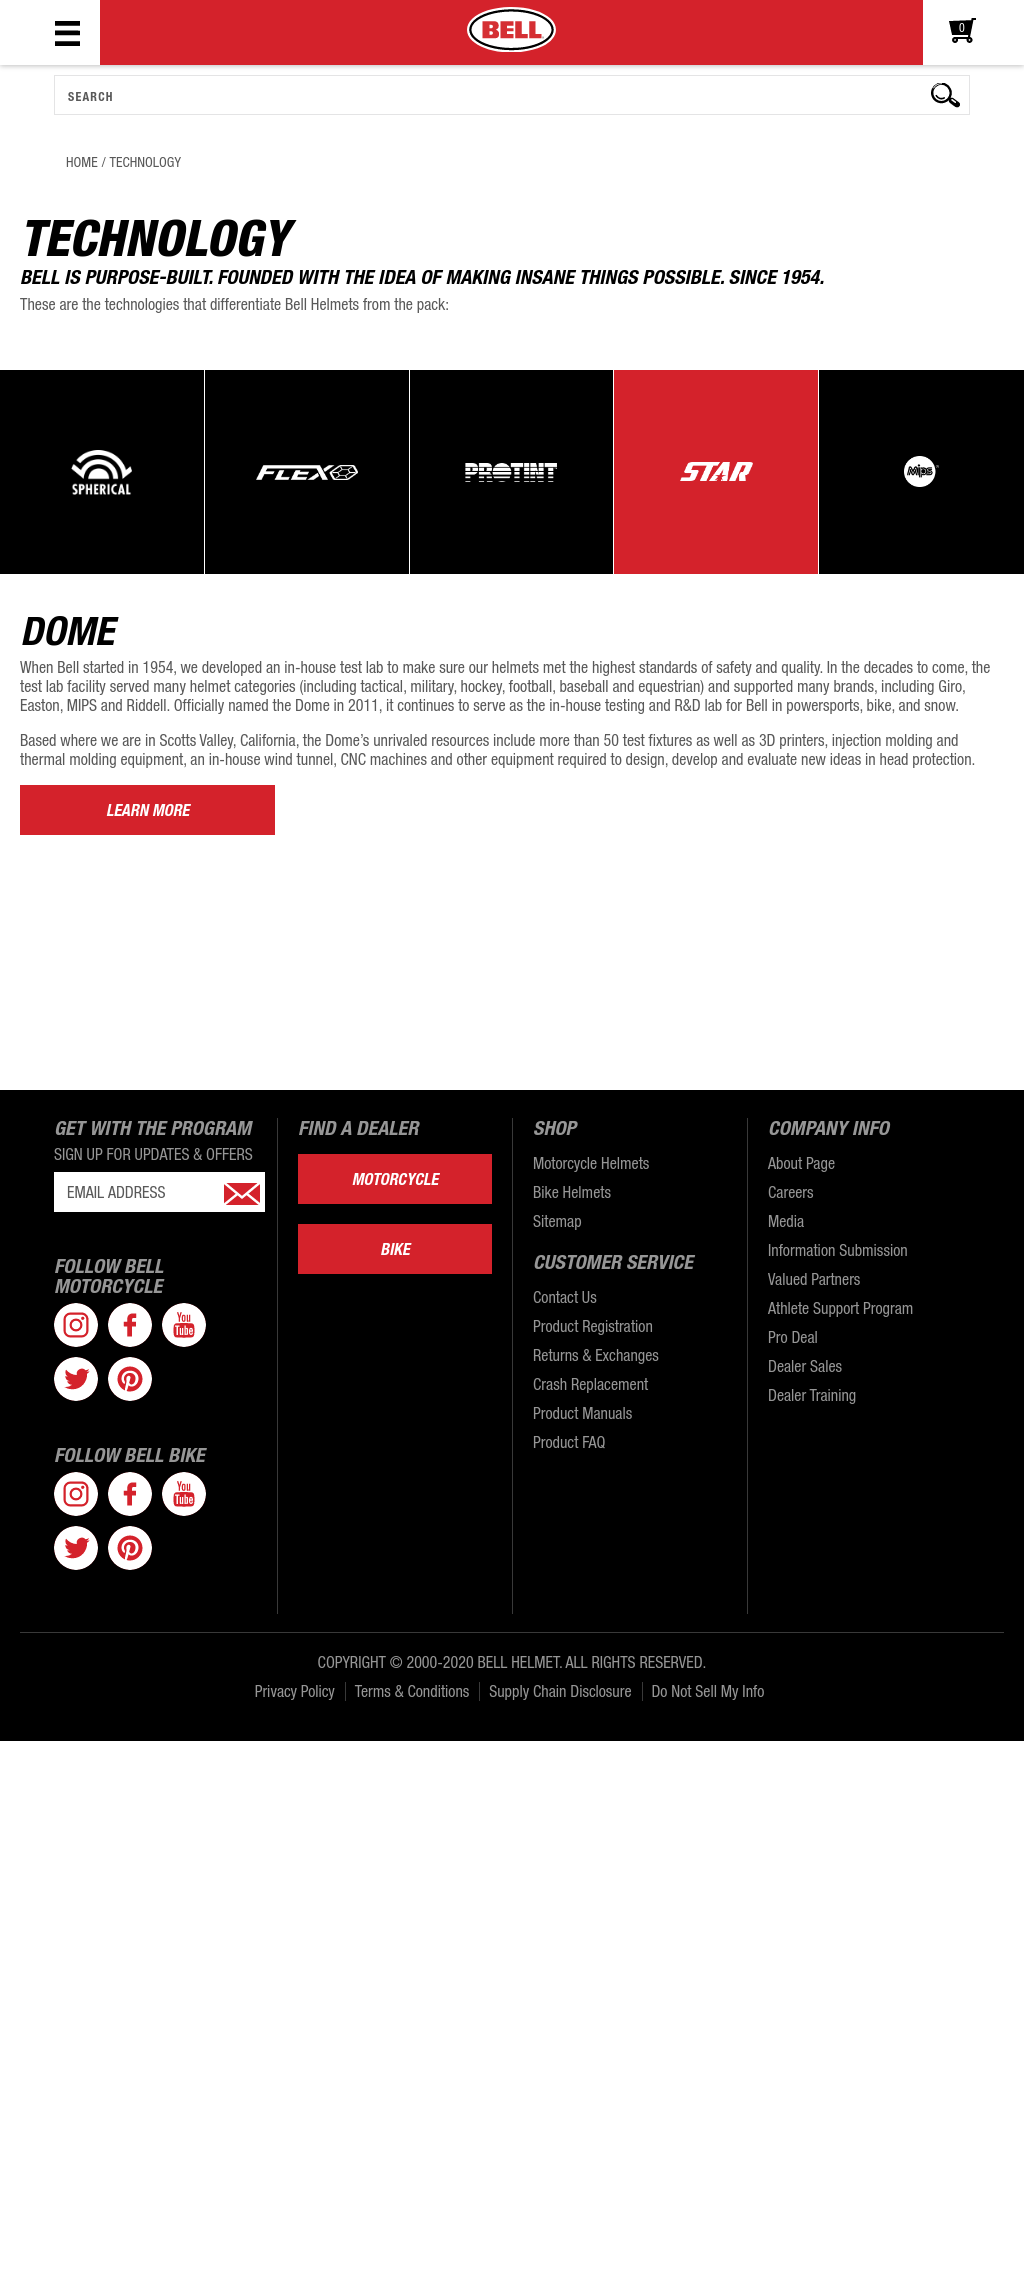 BELL
0
SEARCH
HOME / TECHNOLOGY
TECHNOLOGY
BELL IS PURPOSE-BUILT. FOUNDED WITH THE IDEA OF MAKING INSANE THINGS POSSIBLE. SINCE 1954.
These are the technologies that differentiate Bell Helmets from the pack:
SPHERICAL
FLEX
PROTINT
STAR
Mips
DOME
When Bell started in 1954, we developed an in-house test lab to make sure our helmets met the highest standards of safety and quality. In the decades to come, the
test lab facility served many helmet categories (including tactical, military, hockey, football, baseball and equestrian) and supported many brands, including Giro,
Easton, MIPS and Riddell. Officially named the Dome in 2011, it continues to serve as the in-house testing and R&D lab for Bell in powersports, bike, and snow.
Based where we are in Scotts Valley, California, the Dome’s unrivaled resources include more than 50 test fixtures as well as 3D printers, injection molding and
thermal molding equipment, an in-house wind tunnel, CNC machines and other equipment required to design, develop and evaluate new ideas in head protection.
LEARN MORE
GET WITH THE PROGRAM
SIGN UP FOR UPDATES & OFFERS
EMAIL ADDRESS
FOLLOW BELL
MOTORCYCLE
You
Tube
FOLLOW BELL BIKE
You
Tube
FIND A DEALER
MOTORCYCLE
BIKE
SHOP
Motorcycle Helmets
Bike Helmets
Sitemap
CUSTOMER SERVICE
Contact Us
Product Registration
Returns & Exchanges
Crash Replacement
Product Manuals
Product FAQ
COMPANY INFO
About Page
Careers
Media
Information Submission
Valued Partners
Athlete Support Program
Pro Deal
Dealer Sales
Dealer Training
COPYRIGHT © 2000-2020 BELL HELMET. ALL RIGHTS RESERVED.
Privacy Policy
Terms & Conditions
Supply Chain Disclosure
Do Not Sell My Info